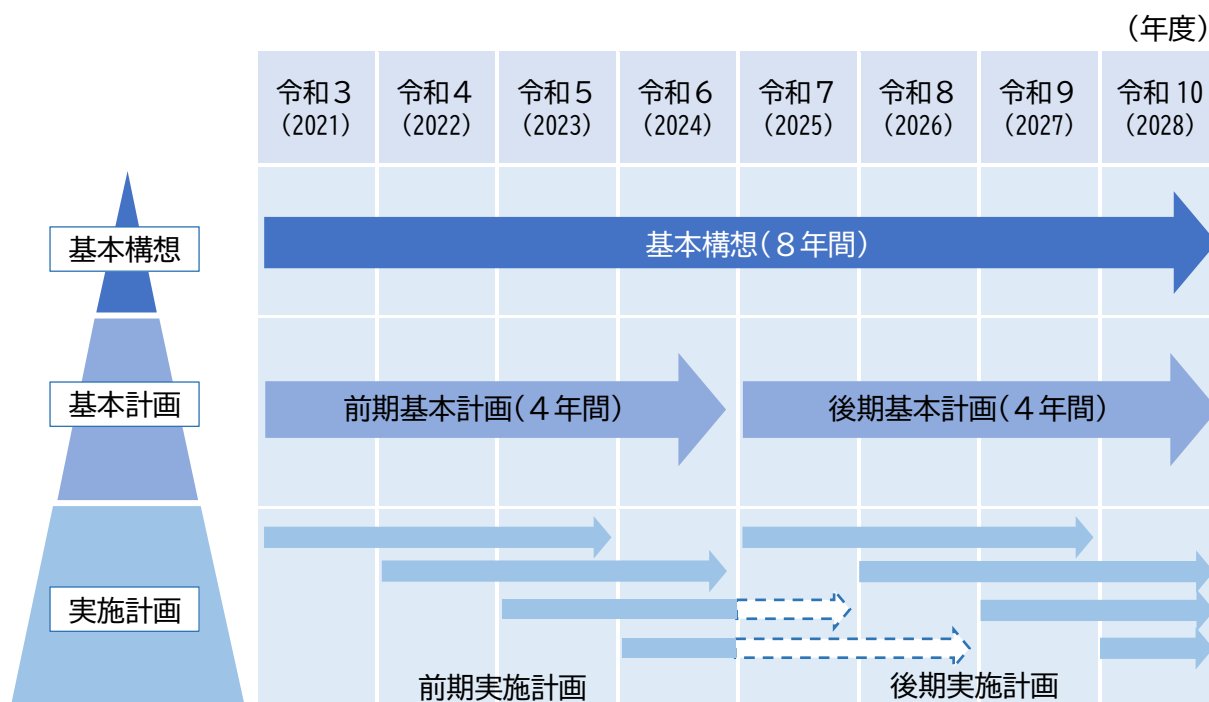 (年度)
令和3 令和4 令和5 令和6 令和7 令和8 令和9 令和10
(2021) (2022) (2023) (2024) (2025) (2026) (2027) (2028)
基本構想
基本構想(8年間)
基本計画
前期基本計画(4年間) 後期基本計画(4年間)
実施計画
前期実施計画 後期実施計画